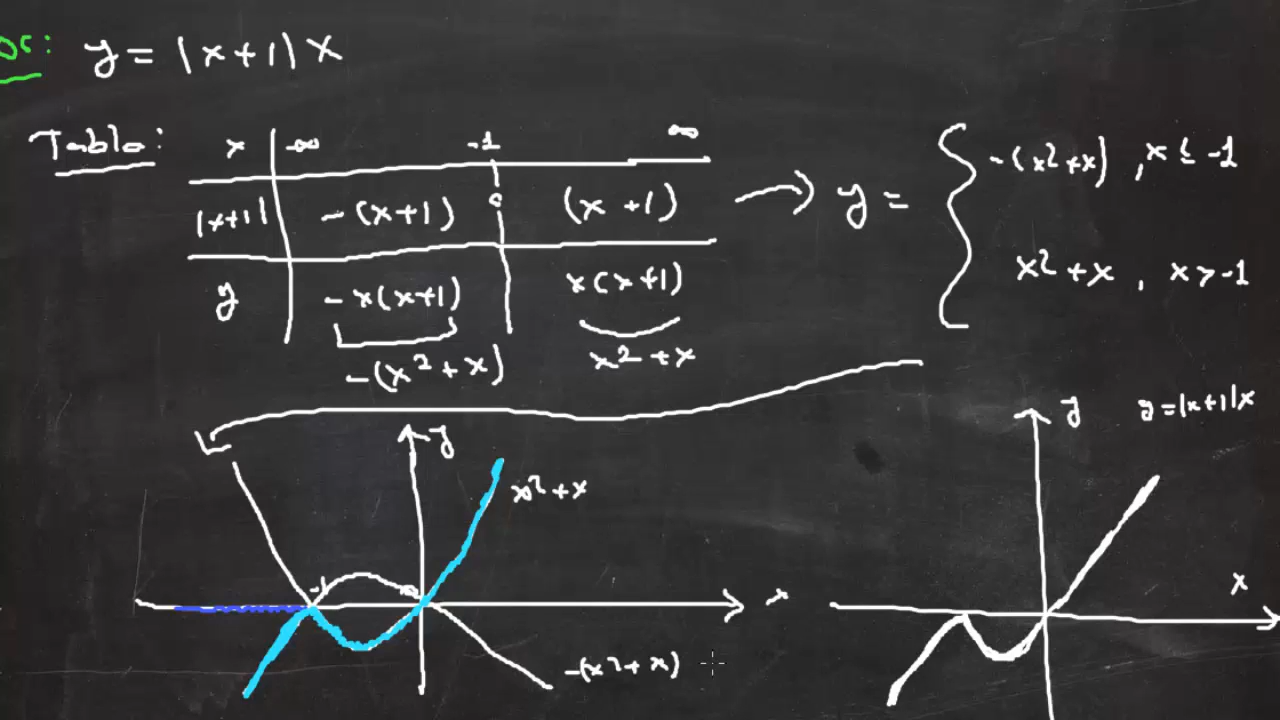 y = |x+1| x
Tablo:
x -∞ -1 ∞
|x+1| -(x+1) 0 (x+1)
y -x(x+1) x(x+1)
-(x²+x) x²+x
→ y = { -(x²+x) , x ≤ -1
x²+x , x > -1
y
x²+x
-1
x
-(x²+x)
y
y = |x+1|x
x